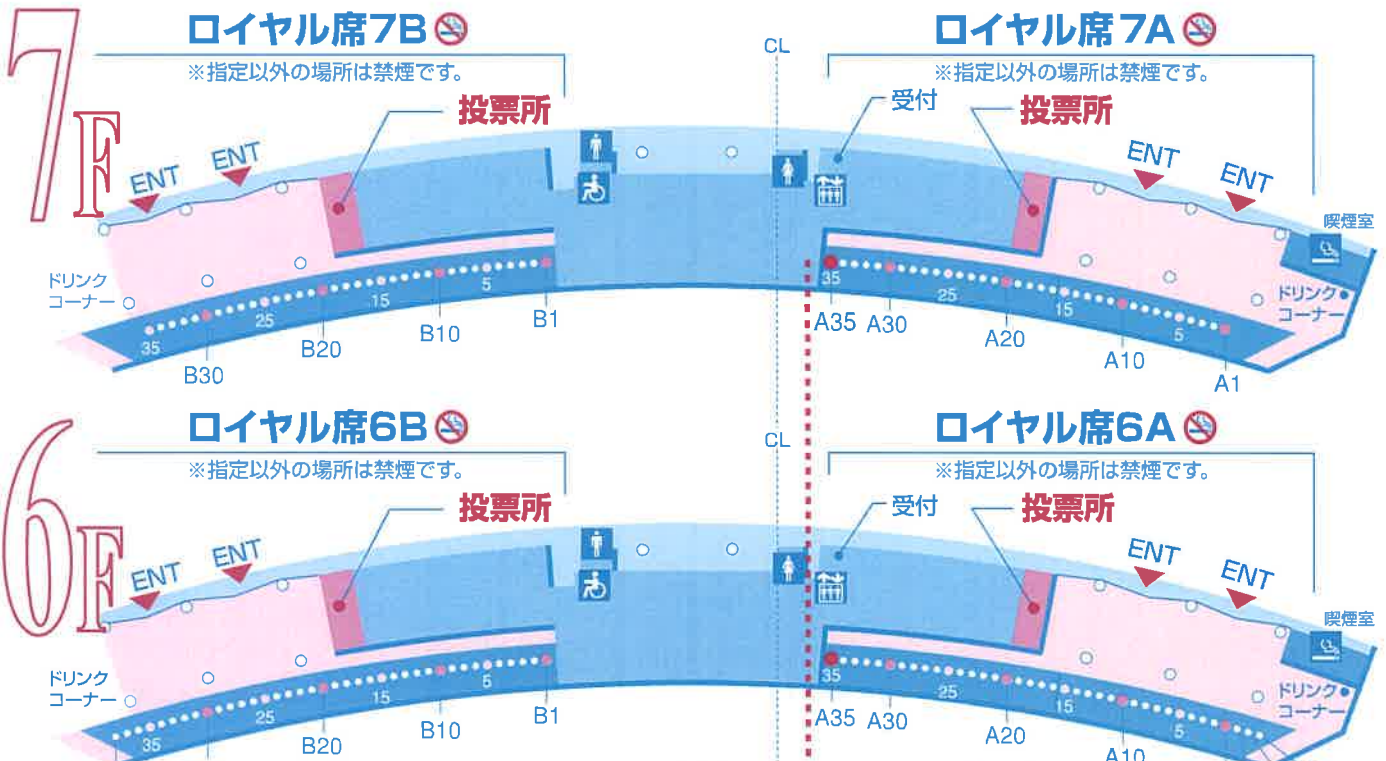 7F
ロイヤル席7B
※指定以外の場所は禁煙です。
投票所
ENT
ENT
ドリンク
コーナー
35
25
15
5
B30
B20
B10
B1
CL
ロイヤル席7A
※指定以外の場所は禁煙です。
受付
投票所
ENT
ENT
喫煙室
ドリンク
コーナー
35
25
15
5
A35
A30
A20
A10
A1
6F
ロイヤル席6B
※指定以外の場所は禁煙です。
投票所
ENT
ENT
ドリンク
コーナー
35
25
15
5
B20
B10
B1
CL
ロイヤル席6A
※指定以外の場所は禁煙です。
受付
投票所
ENT
ENT
喫煙室
ドリンク
コーナー
35
25
15
5
A35
A30
A20
A10